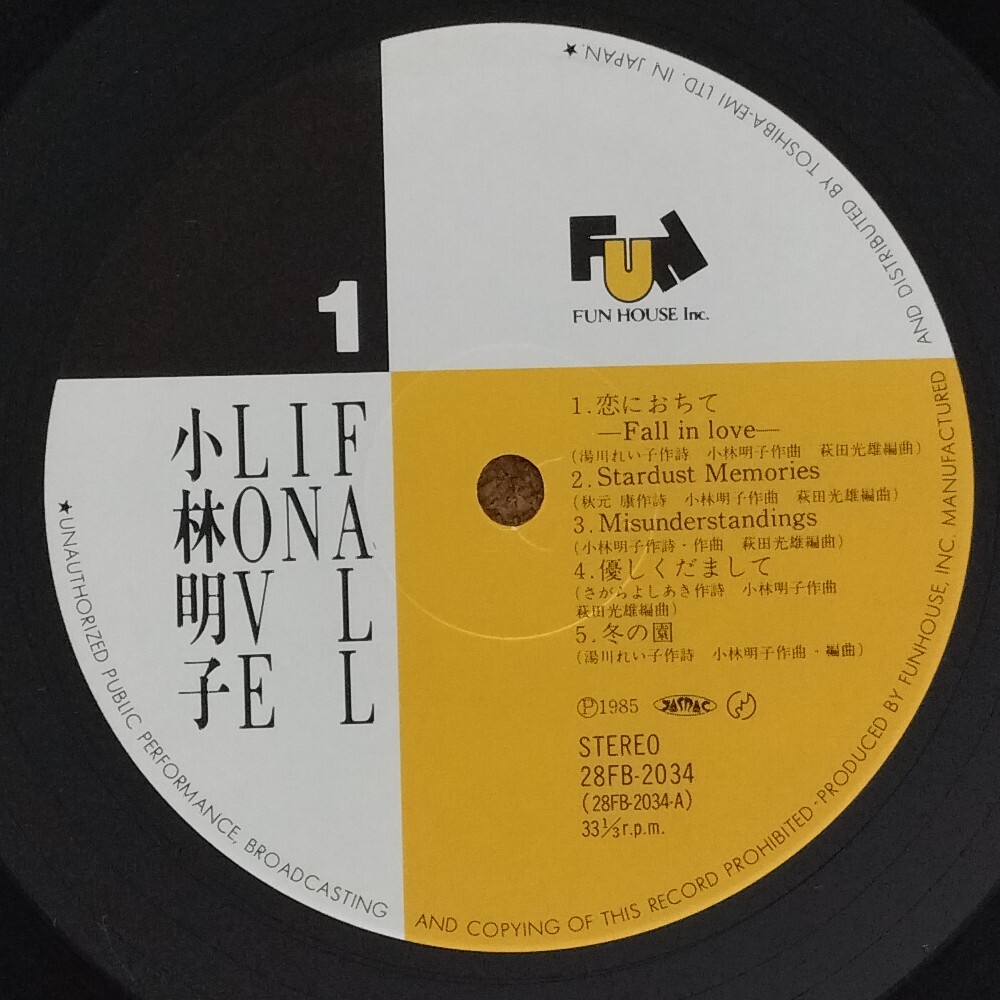 1
FUN
FUN HOUSE Inc.
FALL
IN
LOVE
小林明子
1.恋におちて
—Fall in love—
(湯川れい子作詩 小林明子作曲 萩田光雄編曲)
2.Stardust Memories
(秋元 康作詩 小林明子作曲 萩田光雄編曲)
3.Misunderstandings
(小林明子作詩・作曲 萩田光雄編曲)
4.優しくだまして
(さがらよしあき作詩 小林明子作曲
萩田光雄編曲)
5.冬の園
(湯川れい子作詩 小林明子作曲・編曲)
Ⓟ1985 JASRAC
STEREO
28FB-2034
(28FB-2034-A)
33⅓r.p.m.
★UNAUTHORIZED PUBLIC PERFORMANCE, BROADCASTING AND COPYING OF THIS RECORD PROHIBITED・PRODUCED BY FUNHOUSE, INC. MANUFACTURED AND DISTRIBUTED BY TOSHIBA-EMI LTD. IN JAPAN.★